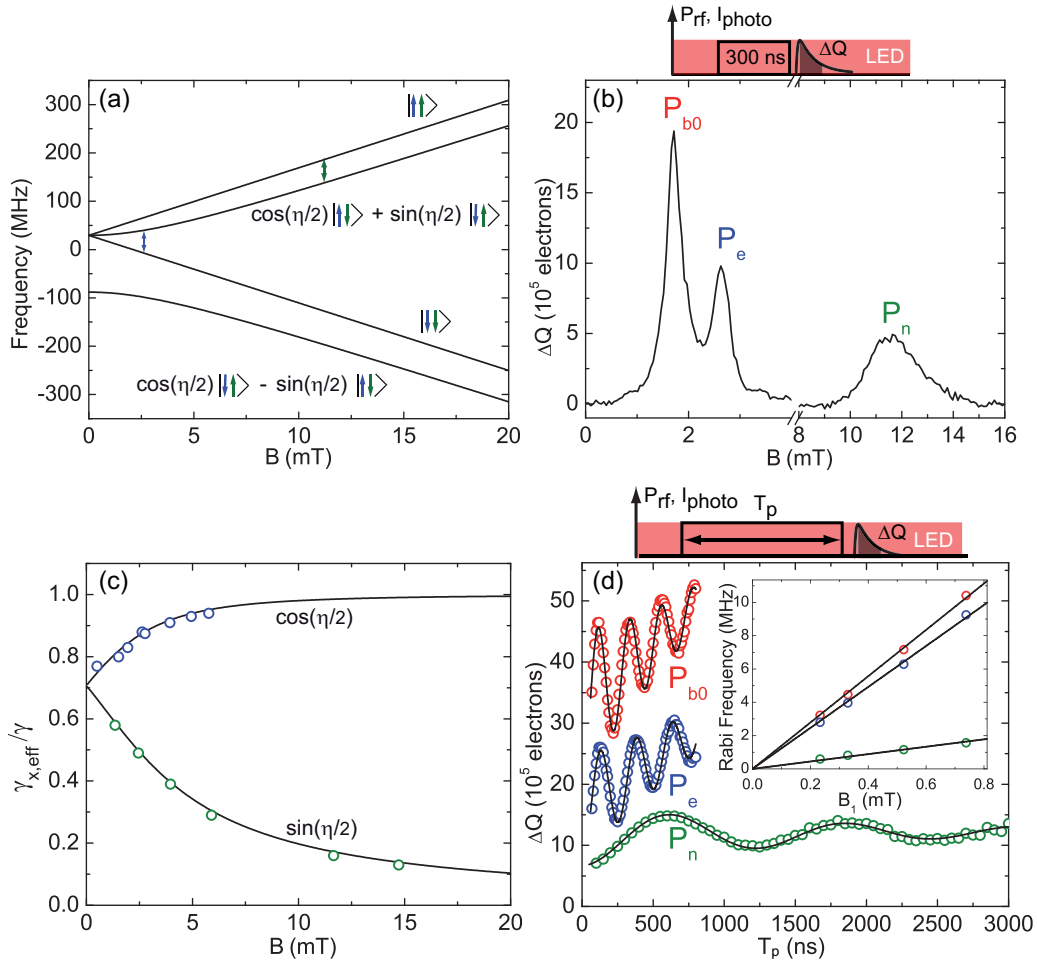 (a)
300
200
100
0
-100
-200
-300
Frequency (MHz)
|↑↑>
cos(η/2) |↑↓> + sin(η/2) |↓↑>
|↓↓>
cos(η/2) |↓↑> - sin(η/2) |↑↓>
0 5 10 15 20
B (mT)
P_rf, I_photo
300 ns
ΔQ
LED
(b)
20
15
10
5
0
ΔQ (10^5 electrons)
P_b0
P_e
P_n
0 2 8 10 12 14 16
B (mT)
(c)
1.0
0.8
0.6
0.4
0.2
0.0
γ_x,eff/γ
cos(η/2)
sin(η/2)
0 5 10 15 20
B (mT)
P_rf, I_photo
T_p
ΔQ
LED
(d)
50
40
30
20
10
0
ΔQ (10^5 electrons)
P_b0
P_e
P_n
10
8
6
4
2
0
Rabi Frequency (MHz)
0.0 0.2 0.4 0.6 0.8
B_1 (mT)
0 500 1000 1500 2000 2500 3000
T_p (ns)